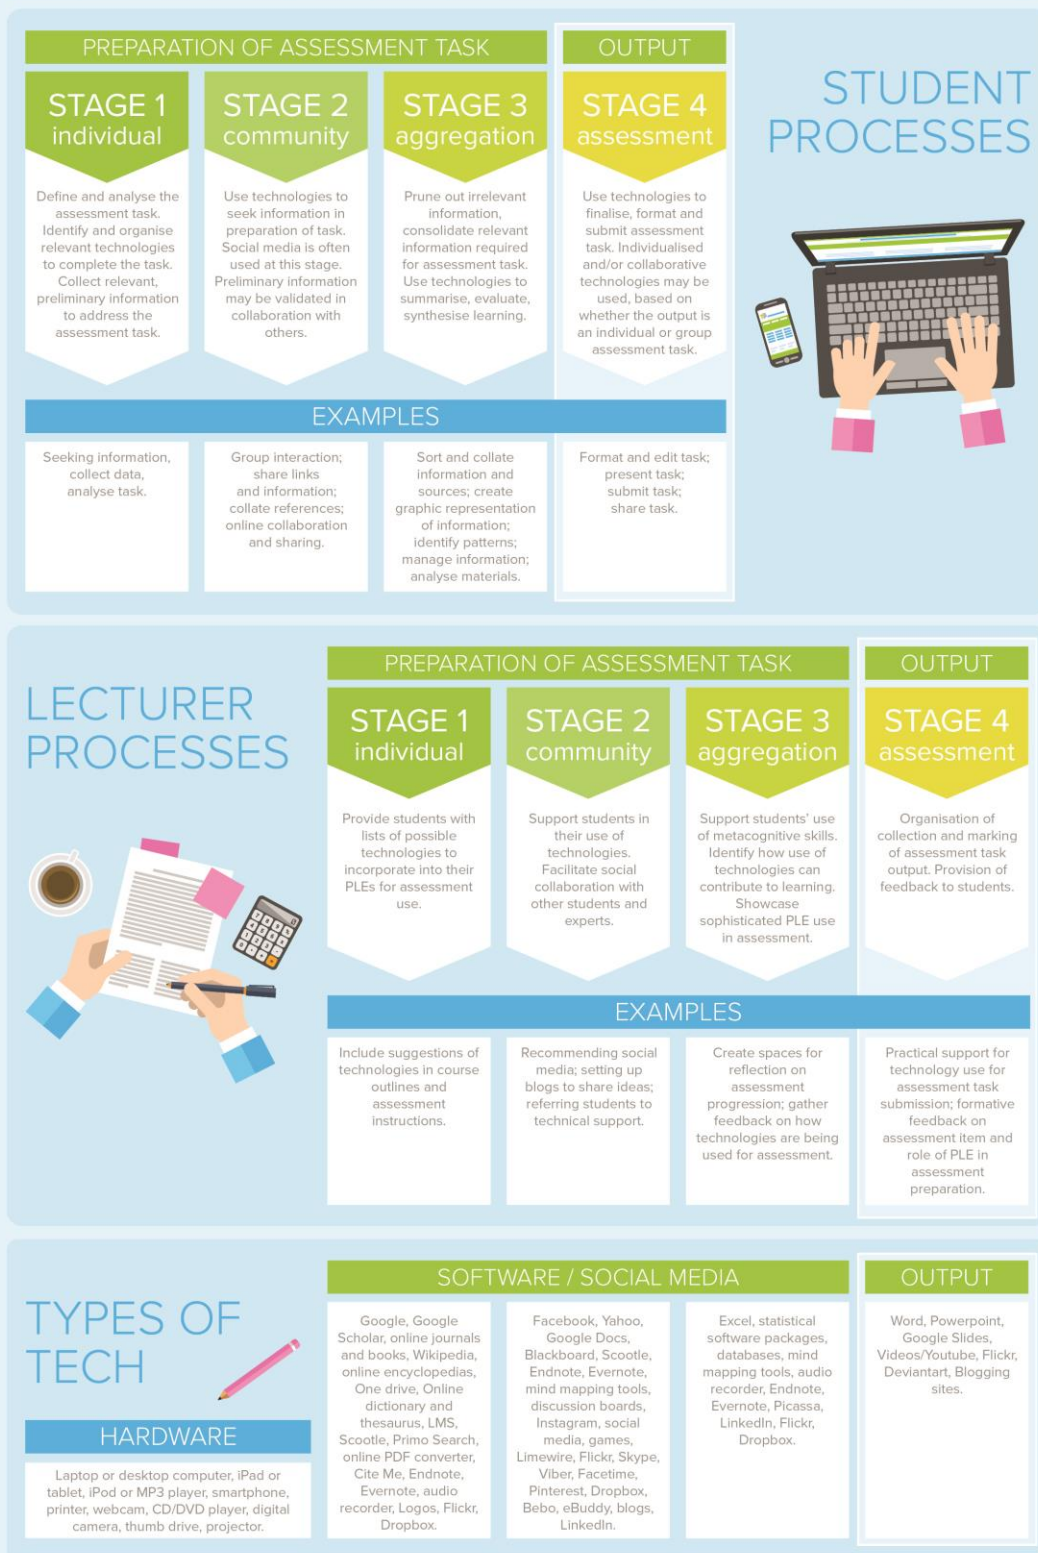 PREPARATION OF ASSESSMENT TASK
OUTPUT
STUDENT
PROCESSES
STAGE 1
individual
Define and analyse the
assessment task.
Identify and organise
relevant technologies
to complete the task.
Collect relevant,
preliminary information
to address the
assessment task.
STAGE 2
community
Use technologies to
seek information in
preparation of task.
Social media is often
used at this stage.
Preliminary information
may be validated in
collaboration with
others.
STAGE 3
aggregation
Prune out irrelevant
information,
consolidate relevant
information required
for assessment task.
Use technologies to
summarise, evaluate,
synthesise learning.
STAGE 4
assessment
Use technologies to
finalise, format and
submit assessment
task. Individualised
and/or collaborative
technologies may be
used, based on
whether the output is
an individual or group
assessment task.
EXAMPLES
Seeking information,
collect data,
analyse task.
Group interaction;
share links
and information;
collate references;
online collaboration
and sharing.
Sort and collate
information and
sources; create
graphic representation
of information;
identify patterns;
manage information;
analyse materials.
Format and edit task;
present task;
submit task;
share task.
LECTURER
PROCESSES
PREPARATION OF ASSESSMENT TASK
OUTPUT
STAGE 1
individual
Provide students with
lists of possible
technologies to
incorporate into their
PLEs for assessment
use.
STAGE 2
community
Support students in
their use of
technologies.
Facilitate social
collaboration with
other students and
experts.
STAGE 3
aggregation
Support students' use
of metacognitive skills.
Identify how use of
technologies can
contribute to learning.
Showcase
sophisticated PLE use
in assessment.
STAGE 4
assessment
Organisation of
collection and marking
of assessment task
output. Provision of
feedback to students.
EXAMPLES
Include suggestions of
technologies in course
outlines and
assessment
instructions.
Recommending social
media; setting up
blogs to share ideas;
referring students to
technical support.
Create spaces for
reflection on
assessment
progression; gather
feedback on how
technologies are being
used for assessment.
Practical support for
technology use for
assessment task
submission; formative
feedback on
assessment item and
role of PLE in
assessment
preparation.
TYPES OF
TECH
HARDWARE
Laptop or desktop computer, iPad or
tablet, iPod or MP3 player, smartphone,
printer, webcam, CD/DVD player, digital
camera, thumb drive, projector.
SOFTWARE / SOCIAL MEDIA
Google, Google
Scholar, online journals
and books, Wikipedia,
online encyclopedias,
One drive, Online
dictionary and
thesaurus, LMS,
Scootle, Primo Search,
online PDF converter,
Cite Me, Endnote,
Evernote, audio
recorder, Logos, Flickr,
Dropbox.
Facebook, Yahoo,
Google Docs,
Blackboard, Scootle,
Endnote, Evernote,
mind mapping tools,
discussion boards,
Instagram, social
media, games,
Limewire, Flickr, Skype,
Viber, Facetime,
Pinterest, Dropbox,
Bebo, eBuddy, blogs,
LinkedIn.
Excel, statistical
software packages,
databases, mind
mapping tools, audio
recorder, Endnote,
Evernote, Picassa,
LinkedIn, Flickr,
Dropbox.
OUTPUT
Word, Powerpoint,
Google Slides,
Videos/Youtube, Flickr,
Deviantart, Blogging
sites.